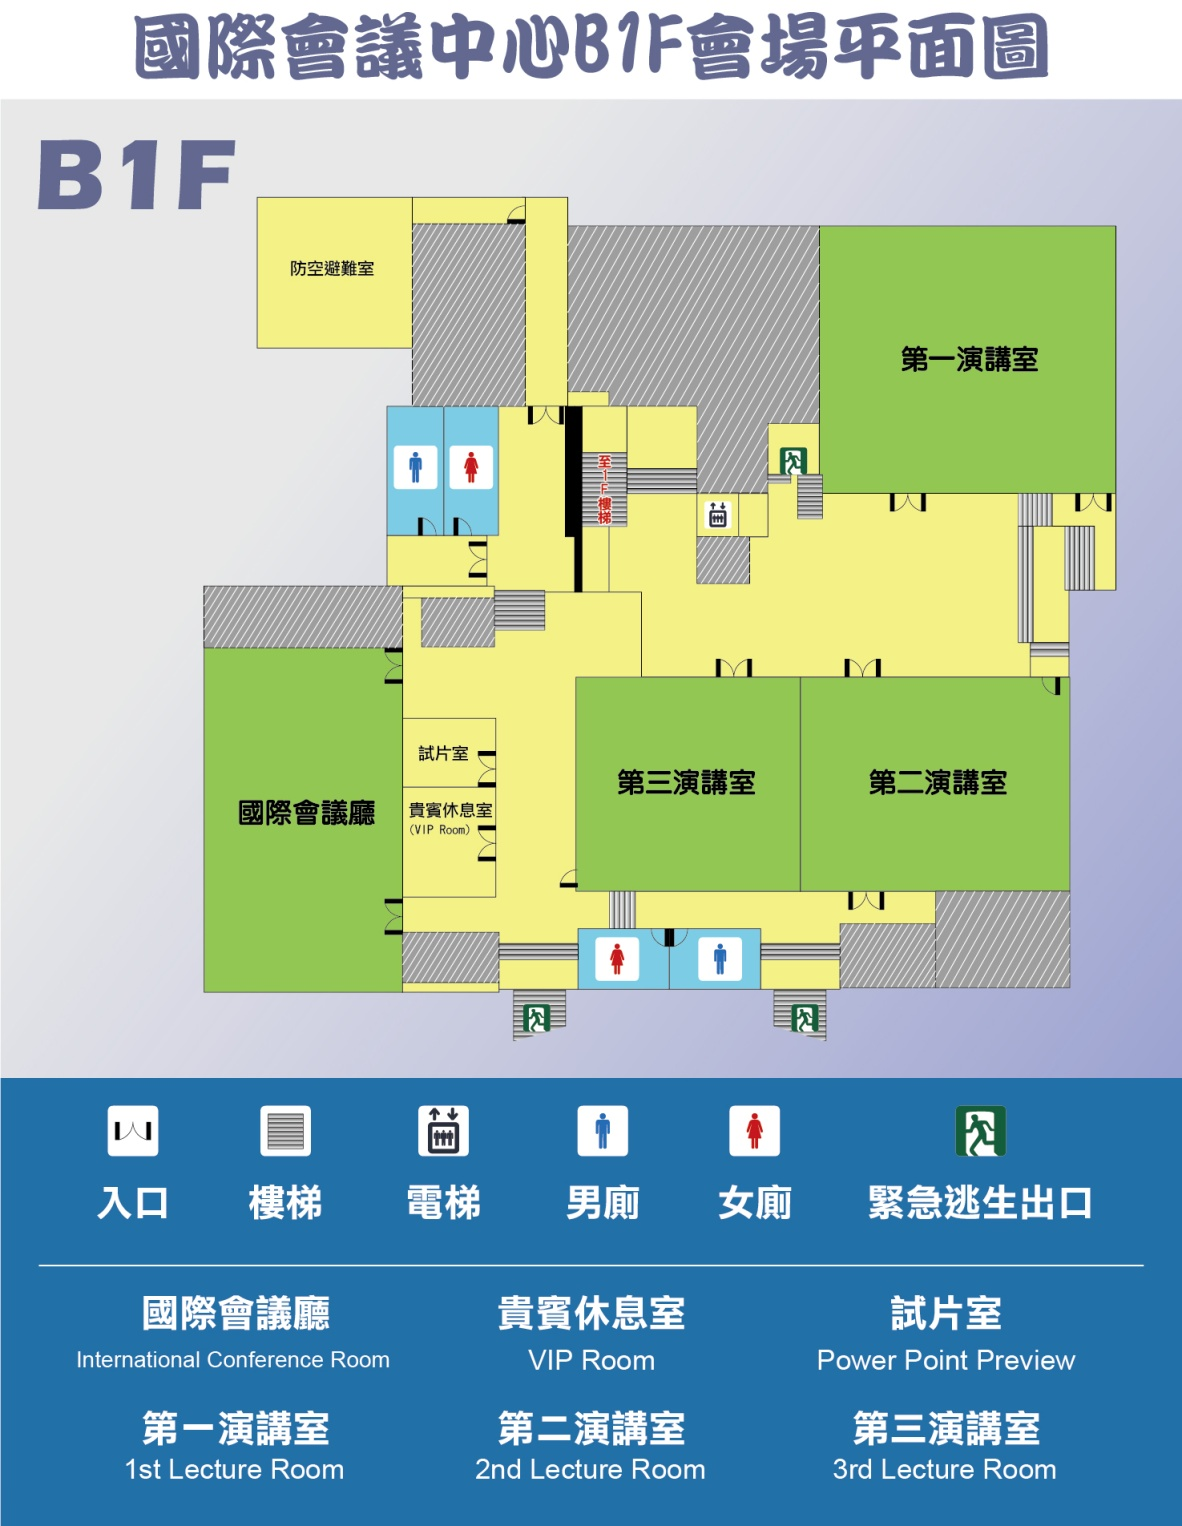 國際會議中心B1F會場平面圖
B1F
防空避難室
第一演講室
至1F樓梯
試片室
第三演講室
第二演講室
國際會議廳
貴賓休息室
(VIP Room)
入口
樓梯
電梯
男廁
女廁
緊急逃生出口
國際會議廳
貴賓休息室
試片室
International Conference Room
VIP Room
Power Point Preview
第一演講室
第二演講室
第三演講室
1st Lecture Room
2nd Lecture Room
3rd Lecture Room